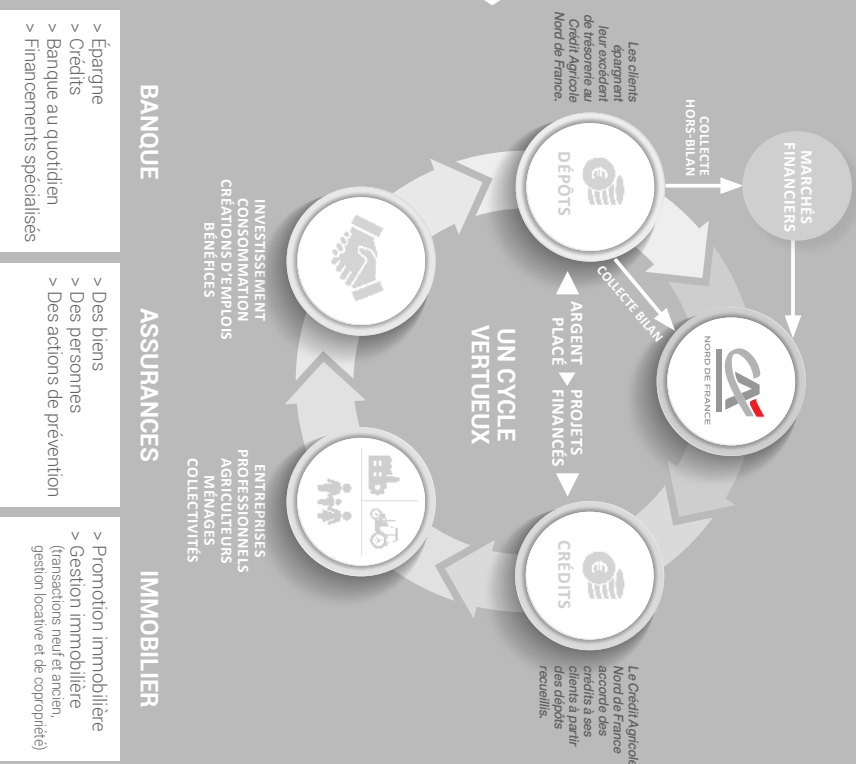 MARCHÉS
FINANCIERS
COLLECTE
HORS-BILAN
Les clients
épargnent
leur excédent
de trésorerie au
Crédit Agricole
Nord de France.
DÉPÔTS
COLLECTE BILAN
NORD DE FRANCE
Le Crédit Agricole
Nord de France
accorde des
crédits à ses
clients à partir
des dépôts
recueillis.
CRÉDITS
ARGENT
PLACÉ
PROJETS
FINANCÉS
UN CYCLE
VERTUEUX
INVESTISSEMENT
CONSOMMATION
CRÉATIONS D'EMPLOIS
BÉNÉFICES
ENTREPRISES
PROFESSIONNELS
AGRICULTEURS
MÉNAGES
COLLECTIVITÉS
BANQUE
> Épargne
> Crédits
> Banque au quotidien
> Financements spécialisés
ASSURANCES
> Des biens
> Des personnes
> Des actions de prévention
IMMOBILIER
> Promotion immobilière
> Gestion immobilière
(transactions neuf et ancien,
gestion locative et de copropriété)